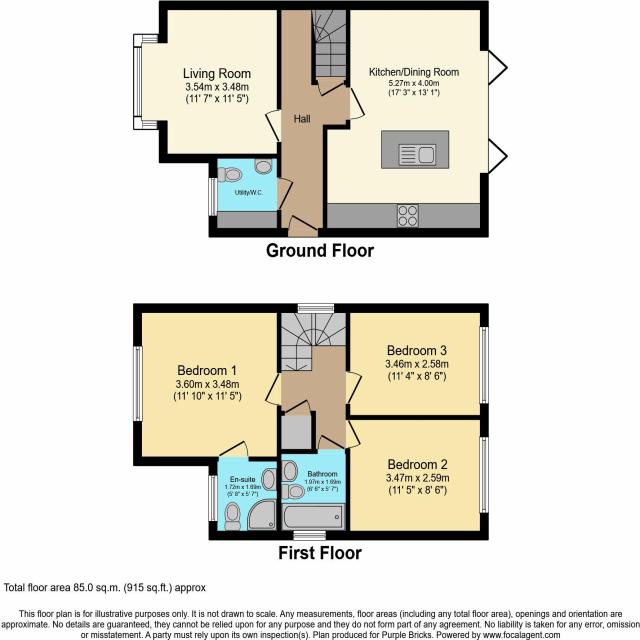 Living Room
3.54m x 3.48m
(11' 7" x 11' 5")
Hall
Kitchen/Dining Room
5.27m x 4.00m
(17' 3" x 13' 1")
Utility/W.C.
Ground Floor
Bedroom 1
3.60m x 3.48m
(11' 10" x 11' 5")
Bedroom 3
3.46m x 2.58m
(11' 4" x 8' 6")
Bedroom 2
3.47m x 2.59m
(11' 5" x 8' 6")
En-suite
1.72m x 1.69m
(5' 8" x 5' 7")
Bathroom
1.97m x 1.69m
(6' 6" x 5' 7")
First Floor
Total floor area 85.0 sq.m. (915 sq.ft.) approx
This floor plan is for illustrative purposes only. It is not drawn to scale. Any measurements, floor areas (including any total floor area), openings and orientation are
approximate. No details are guaranteed, they cannot be relied upon for any purpose and they do not form part of any agreement. No liability is taken for any error, omission
or misstatement. A party must rely upon its own inspection(s). Plan produced for Purple Bricks. Powered by www.focalagent.com